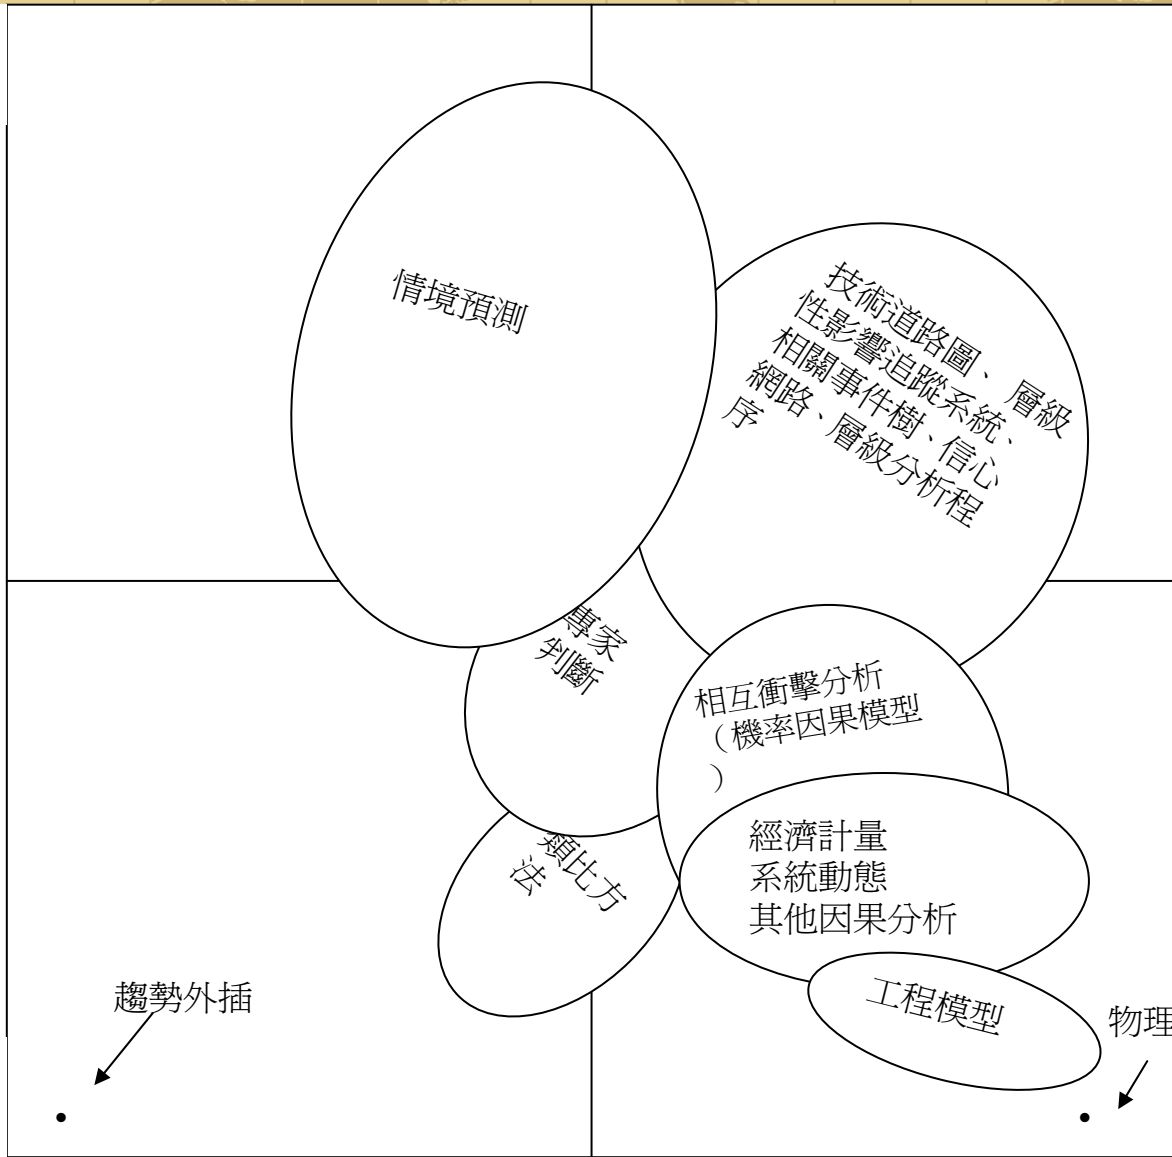 情境預測
技術道路圖、層級
性影響追蹤系統、
相關事件樹、信心
網路、層級分析程
序
專家
判斷
相互衝擊分析
（機率因果模型
）
經濟計量
系統動態
其他因果分析
類比方
法
趨勢外插
工程模型
物理